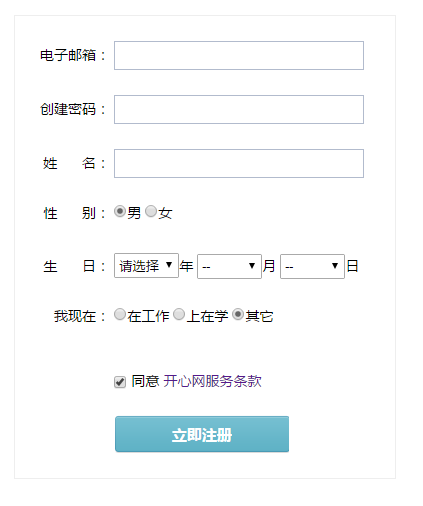 电子邮箱：
创建密码：
姓 名：
性 别： 男 女
生 日： 请选择 年 -- 月 -- 日
我现在： 在工作 上在学 其它
同意 开心网服务条款
立即注册